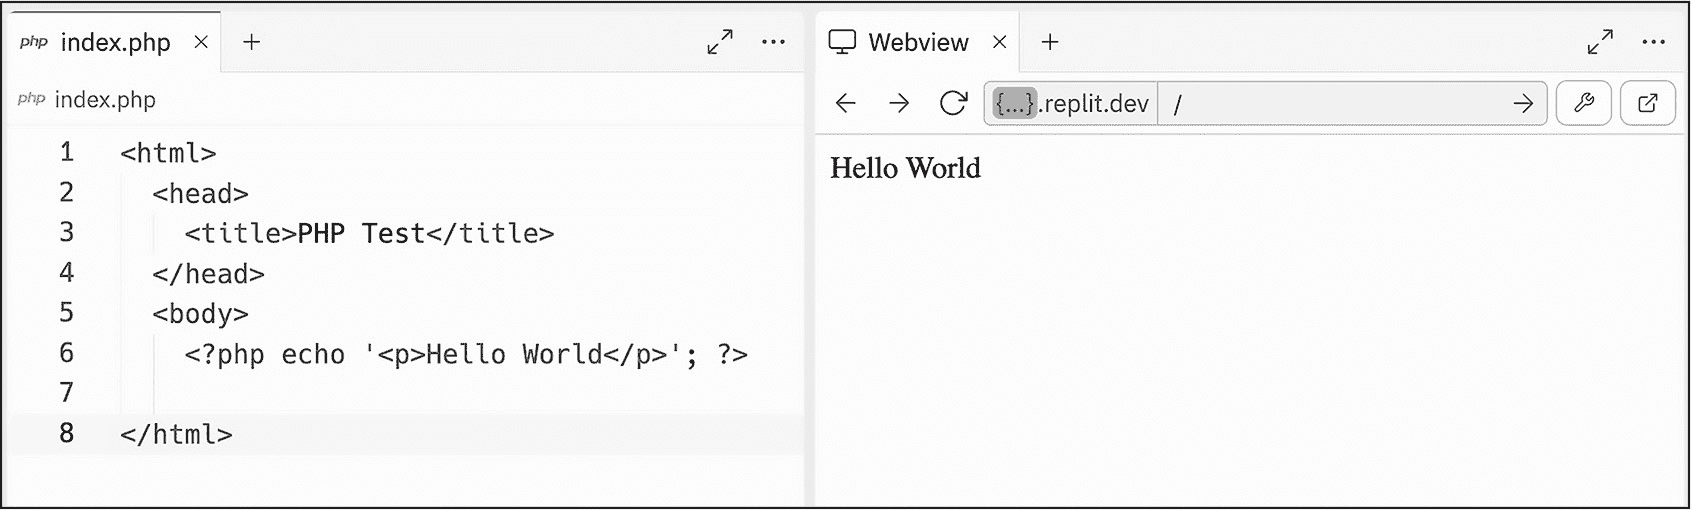 php index.php × +
php index.php
1 <html>
2 <head>
3 <title>PHP Test</title>
4 </head>
5 <body>
6 <?php echo '<p>Hello World</p>'; ?>
7
8 </html>
Webview × +
{...}.replit.dev /
Hello World